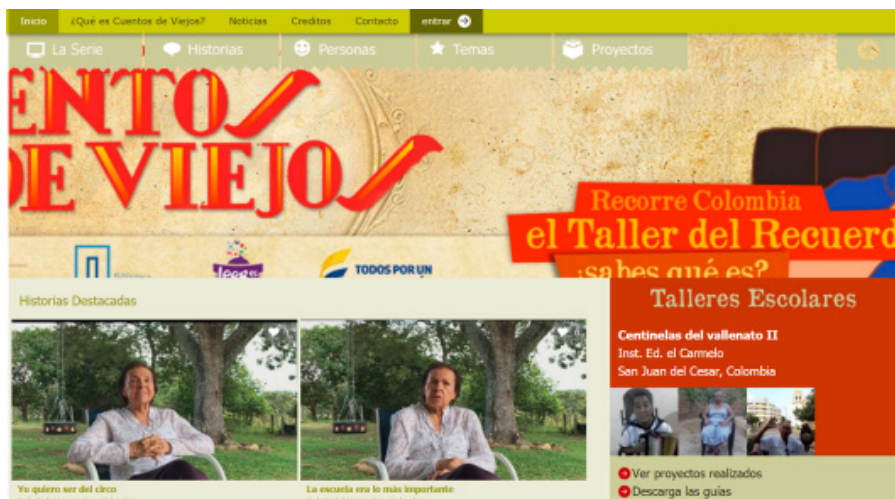 Inicio ¿Qué es Cuentos de Viejos? Noticias Creditos Contacto entrar
La Serie Historias Personas Temas Proyectos
ENTOS
DE VIEJOS
Recorre Colombia
el Taller del Recuerd
¿sabes qué es?
TODOS POR UN
Historias Destacadas
Talleres Escolares
Centinelas del vallenato II
Inst. Ed. el Carmelo
San Juan del Cesar, Colombia
Yo quiero ser del circo
La escuela era lo más importante
Ver proyectos realizados
Descarga las guías